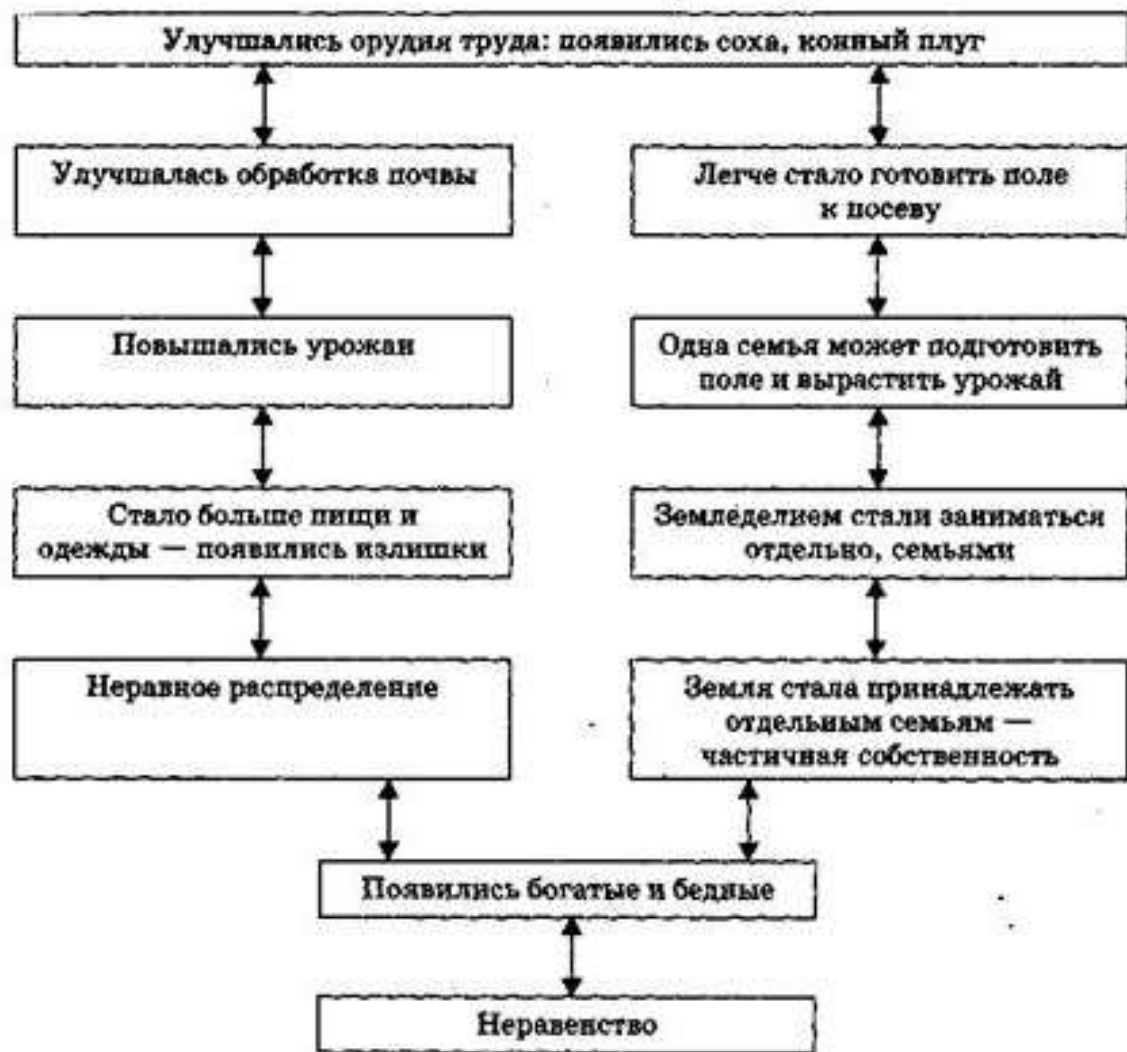 Улучшались орудия труда: появились соха, конный плуг
Улучшалась обработка почвы
Легче стало готовить поле
к посеву
Повышались урожаи
Одна семья может подготовить
поле и вырастить урожай
Стало больше пищи и
одежды — появились излишки
Земледелием стали заниматься
отдельно, семьями
Неравное распределение
Земля стала принадлежать
отдельным семьям —
частичная собственность
Появились богатые и бедные
Неравенство